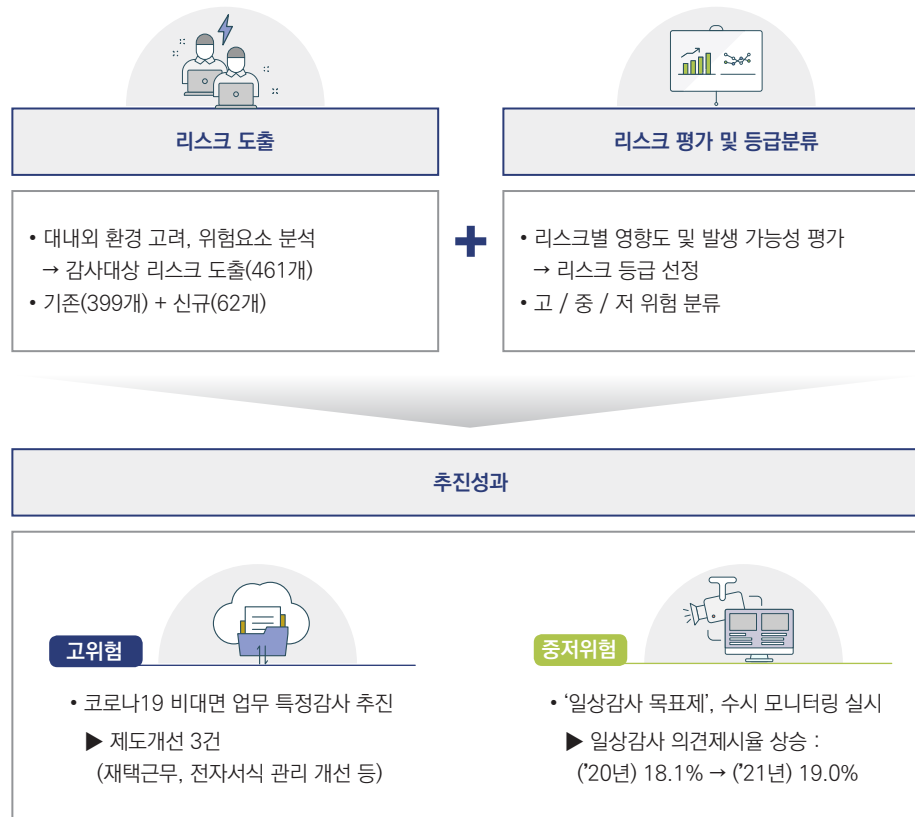 리스크 도출
• 대내외 환경 고려, 위험요소 분석
→ 감사대상 리스크 도출(461개)
• 기존(399개) + 신규(62개)
리스크 평가 및 등급분류
• 리스크별 영향도 및 발생 가능성 평가
→ 리스크 등급 선정
• 고 / 중 / 저 위험 분류
추진성과
고위험
• 코로나19 비대면 업무 특정감사 추진
▶ 제도개선 3건
(재택근무, 전자서식 관리 개선 등)
중저위험
• ‘일상감사 목표제’, 수시 모니터링 실시
▶ 일상감사 의견제시율 상승 :
(’20년) 18.1% → (’21년) 19.0%